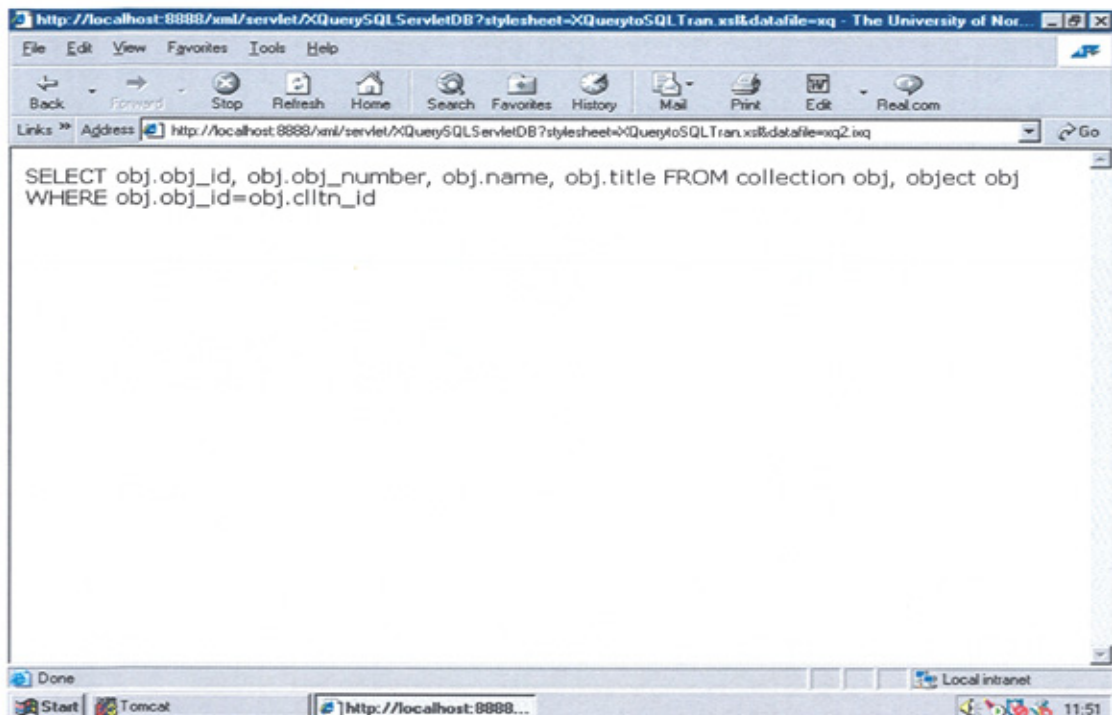 http://localhost:8888/xml/servlet/XQuerySQLServletDB?stylesheet=XQuerytoSQLTran.xsl&datafile=xq - The University of Nor...
File Edit View Favorites Tools Help
Back Forward Stop Refresh Home Search Favorites History Mail Print Edit Real.com
Links » Address http://localhost:8888/xml/servlet/XQuerySQLServletDB?stylesheet=XQuerytoSQLTran.xsl&datafile=xq2.ixq Go
SELECT obj.obj_id, obj.obj_number, obj.name, obj.title FROM collection obj, object obj
WHERE obj.obj_id=obj.clltn_id
Done Local intranet
Start Tomcat http://localhost:8888... 11:51